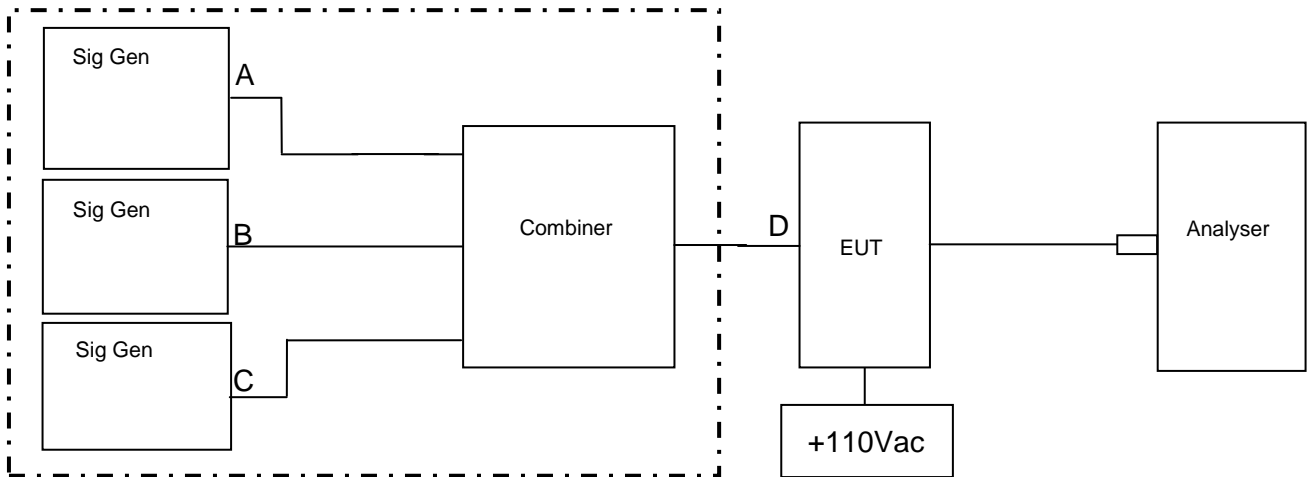 Sig Gen
A
Sig Gen
B
Sig Gen
C
Combiner
D
EUT
Analyser
+110Vac